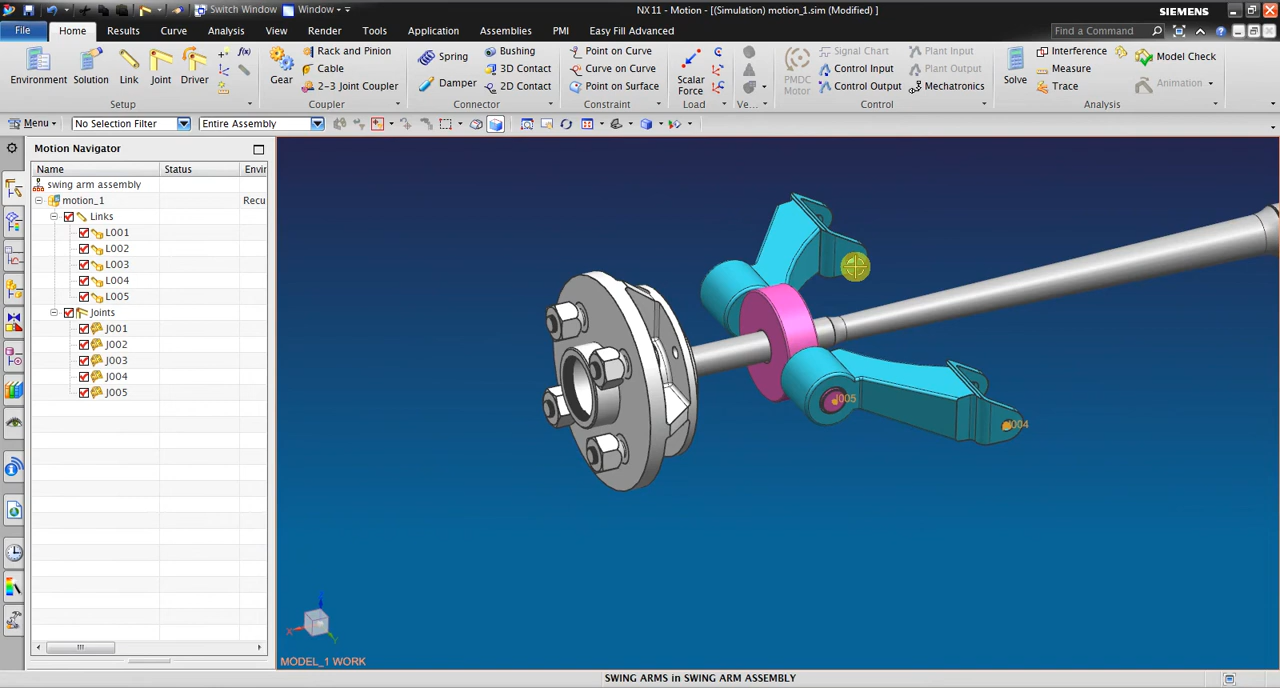 Switch Window Window
NX 11 - Motion - [(Simulation) motion_1.sim (Modified) ]
SIEMENS
File Home Results Curve Analysis View Render Tools Application Assemblies PMI Easy Fill Advanced
Find a Command
Environment Solution Link Joint Driver
f(x)
Setup
Gear
Rack and Pinion
Cable
2-3 Joint Coupler
Coupler
Spring
Damper
Bushing
3D Contact
2D Contact
Connector
Point on Curve
Curve on Curve
Point on Surface
Constraint
Scalar
Force
Load
Ve...
PMDC
Motor
Signal Chart
Control Input
Control Output
Plant Input
Plant Output
Mechatronics
Control
Solve
Interference
Measure
Trace
Model Check
Animation
Analysis
Menu
No Selection Filter
Entire Assembly
Motion Navigator
Name Status Envir
swing arm assembly
motion_1 Recu
Links
L001
L002
L003
L004
L005
Joints
J001
J002
J003
J004
J005
J005
J004
X
Y
MODEL_1 WORK
SWING ARMS in SWING ARM ASSEMBLY